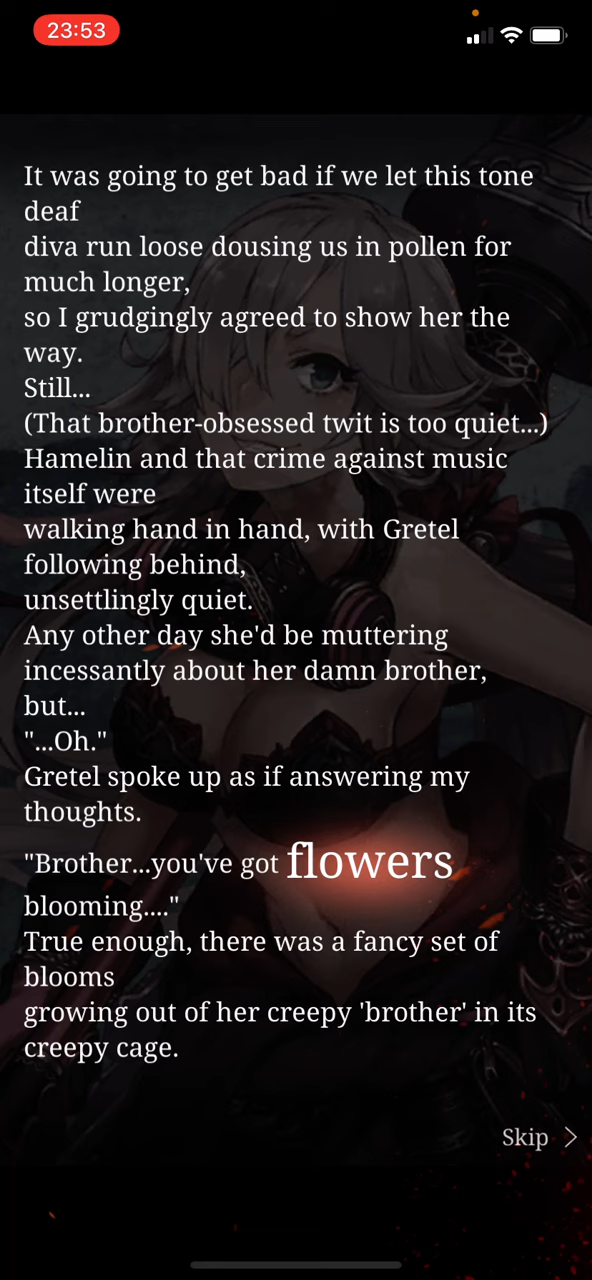 23:53
It was going to get bad if we let this tone
deaf
diva run loose dousing us in pollen for
much longer,
so I grudgingly agreed to show her the
way.
Still...
(That brother-obsessed twit is too quiet...)
Hamelin and that crime against music
itself were
walking hand in hand, with Gretel
following behind,
unsettlingly quiet.
Any other day she'd be muttering
incessantly about her damn brother,
but...
"...Oh."
Gretel spoke up as if answering my
thoughts.
"Brother...you've got flowers
blooming...."
True enough, there was a fancy set of
blooms
growing out of her creepy 'brother' in its
creepy cage.
Skip